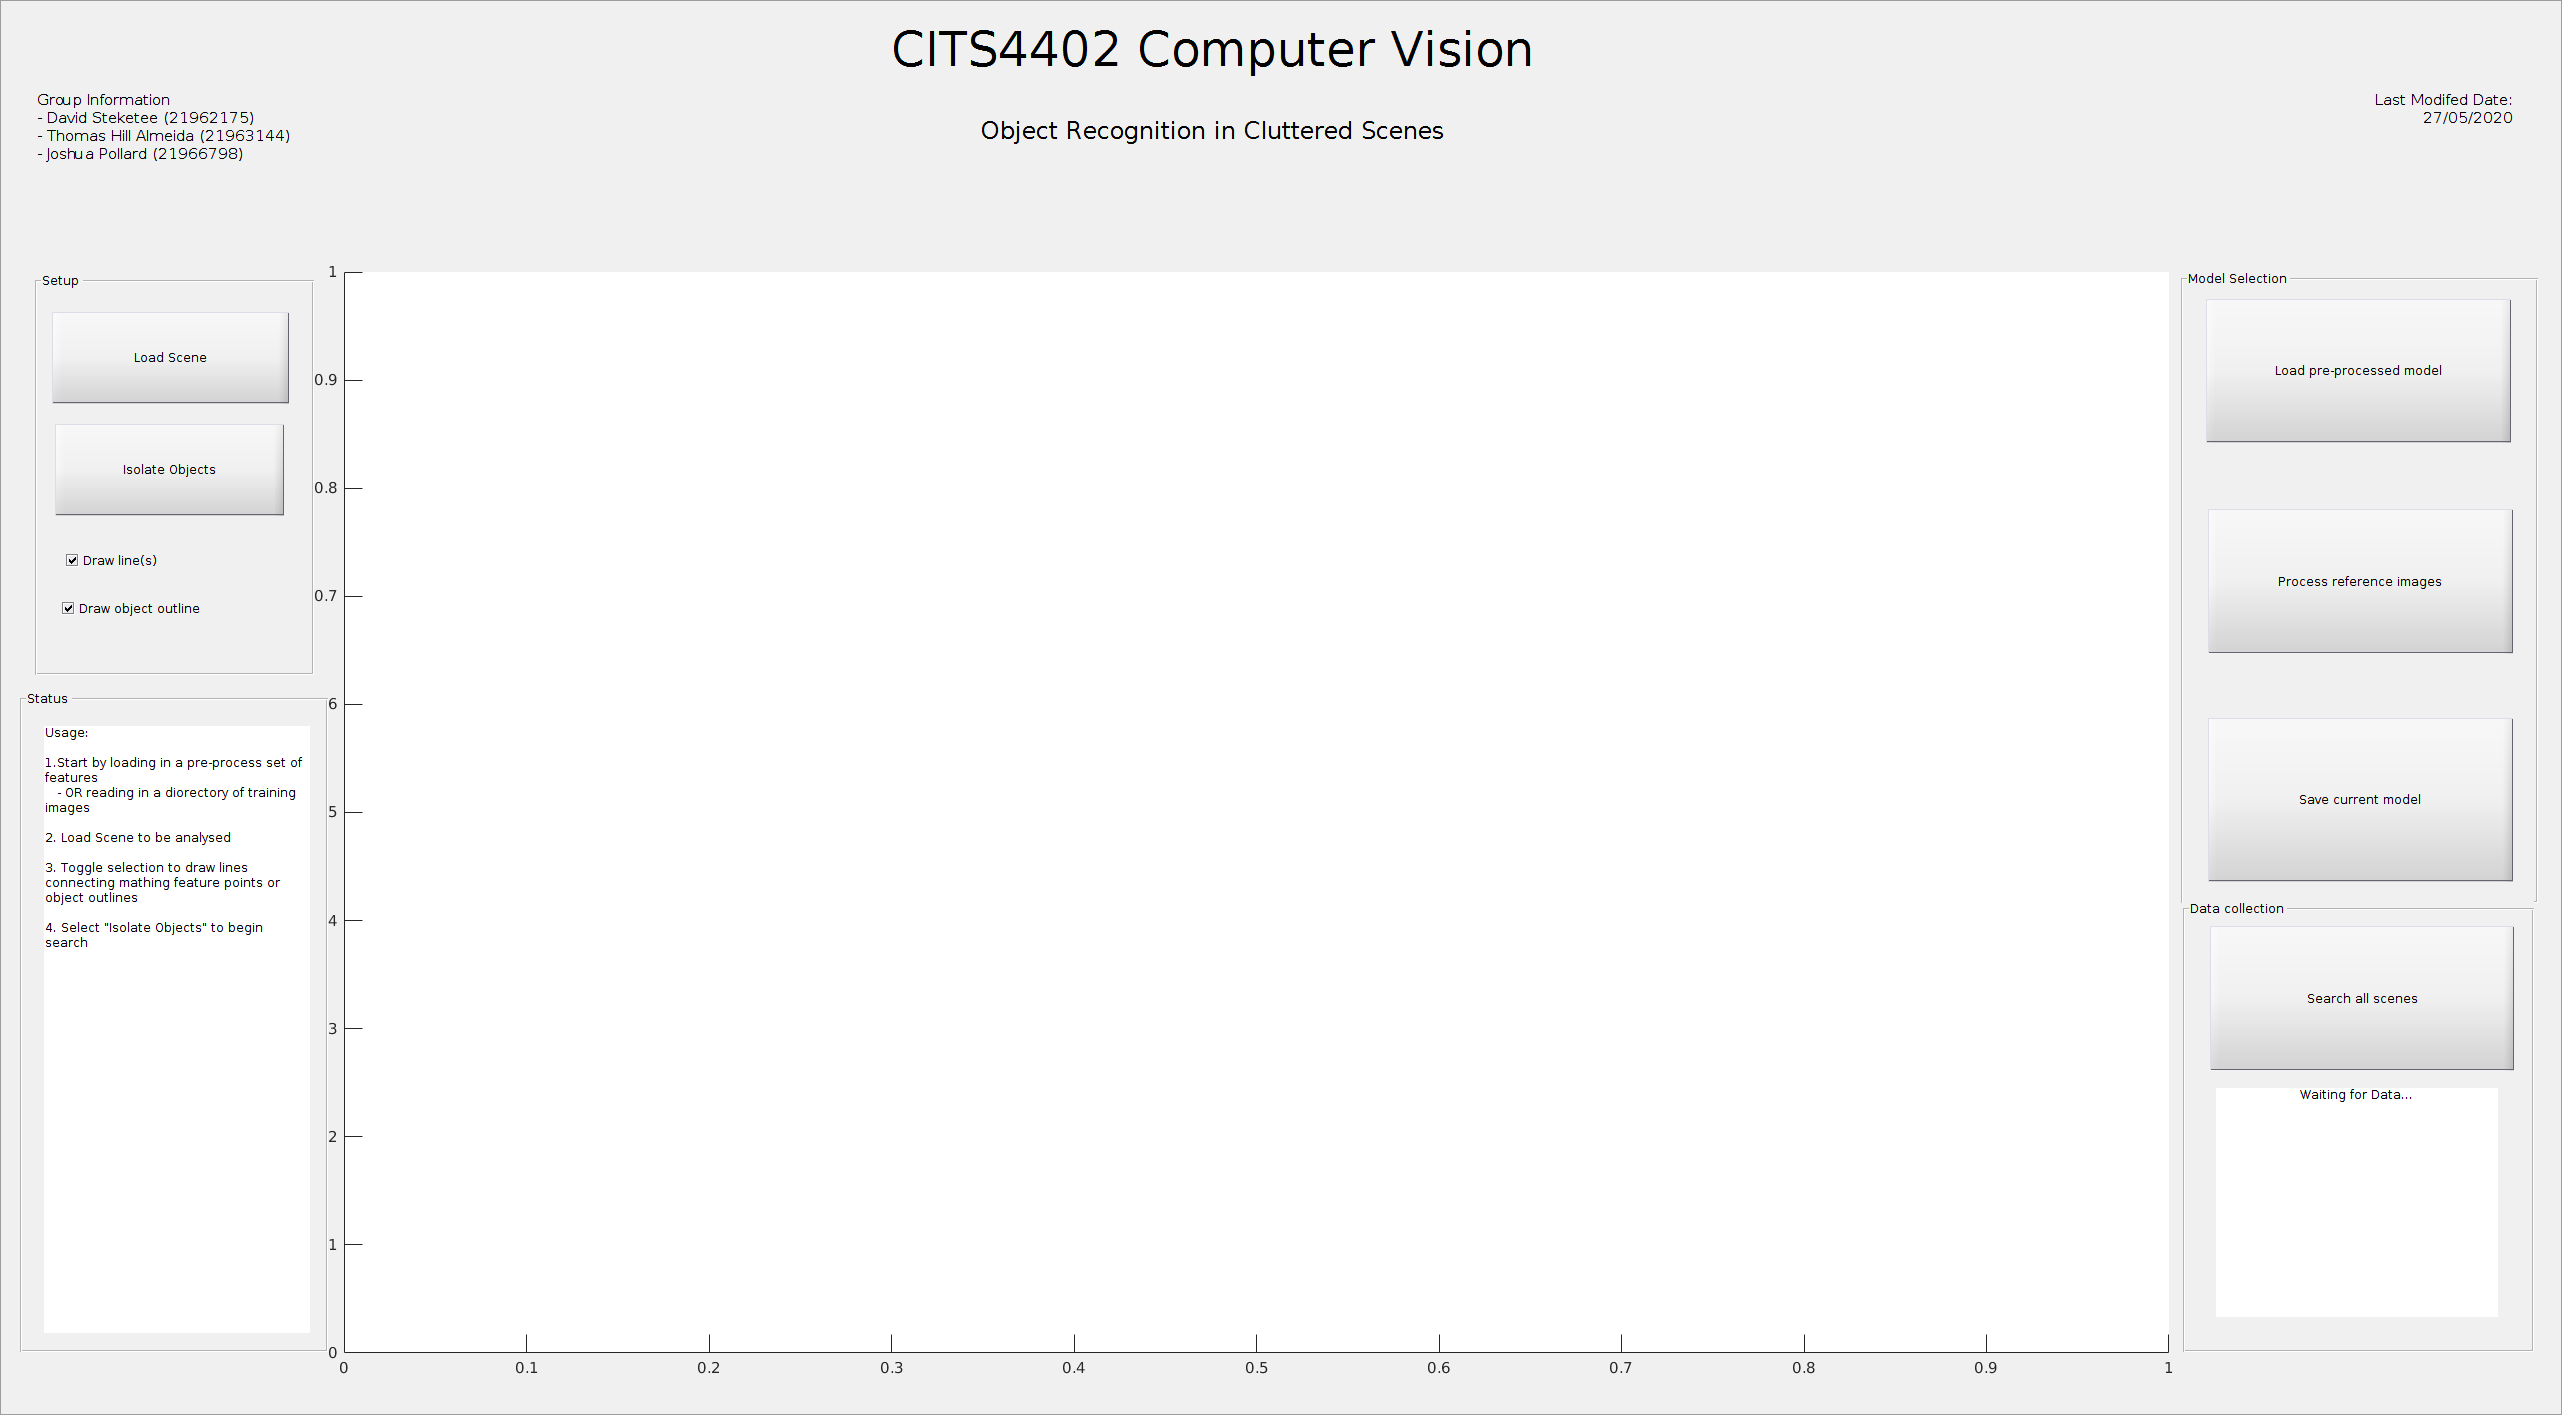 CITS4402 Computer Vision
Group Information
- David Steketee (21962175)
- Thomas Hill Almeida (21963144)
- Joshua Pollard (21966798)
Object Recognition in Cluttered Scenes
Last Modifed Date:
27/05/2020
Setup
Load Scene
Isolate Objects
Draw line(s)
Draw object outline
Status
Usage:
1.Start by loading in a pre-process set of
features
- OR reading in a diorectory of training
images
2. Load Scene to be analysed
3. Toggle selection to draw lines
connecting mathing feature points or
object outlines
4. Select "Isolate Objects" to begin
search
1
0.9
0.8
0.7
6
5
4
3
2
1
0
0 0.1 0.2 0.3 0.4 0.5 0.6 0.7 0.8 0.9 1
Model Selection
Load pre-processed model
Process reference images
Save current model
Data collection
Search all scenes
Waiting for Data...